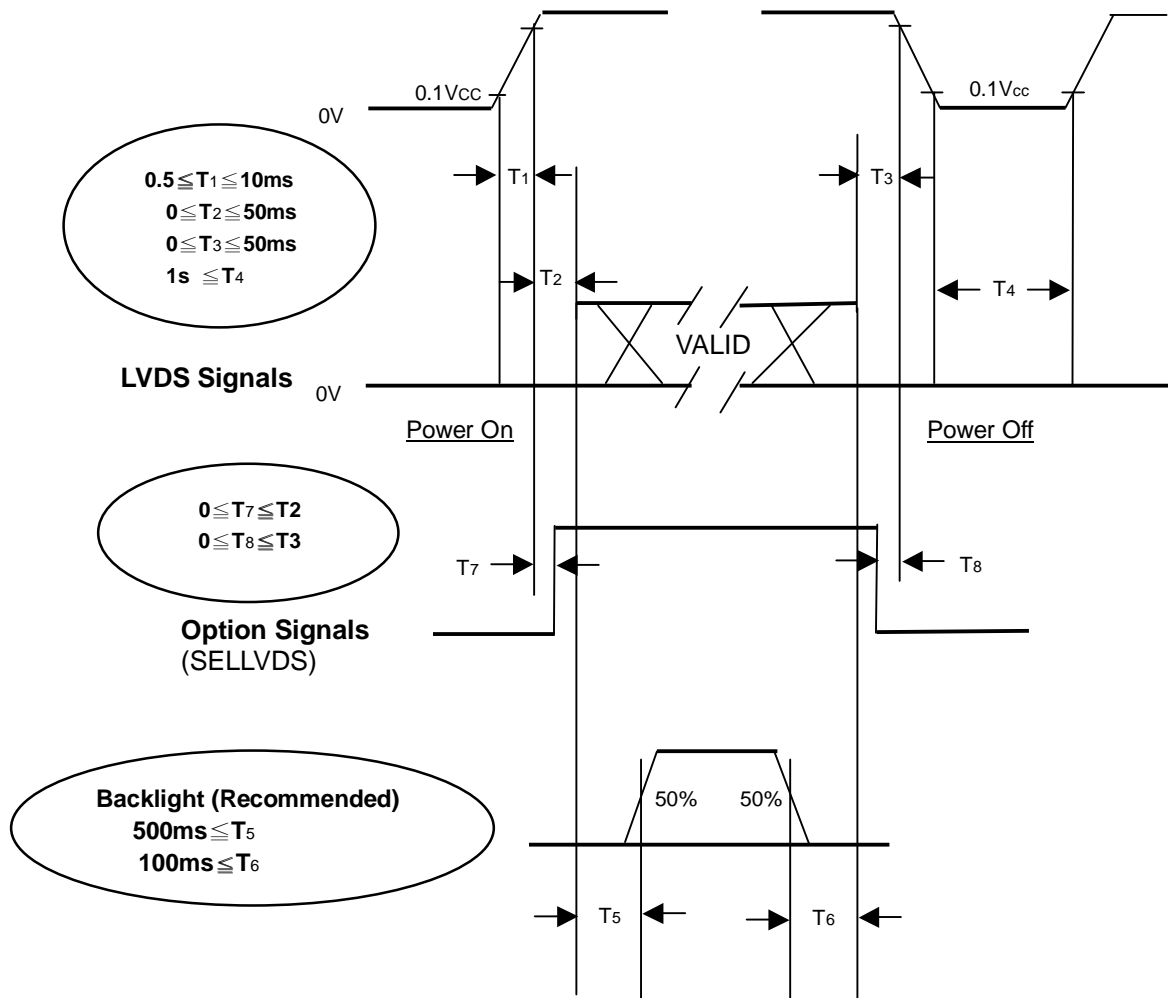 0.1Vcc
0.1Vcc
0V
0.5≦T1≦10ms
0≦T2≦50ms
0≦T3≦50ms
1s ≦T4
T1
T3
T2
T4
VALID
LVDS Signals
0V
Power On
Power Off
0≦T7≦T2
0≦T8≦T3
T7
T8
Option Signals
(SELLVDS)
Backlight (Recommended)
500ms≦T5
100ms≦T6
50%
50%
T5
T6